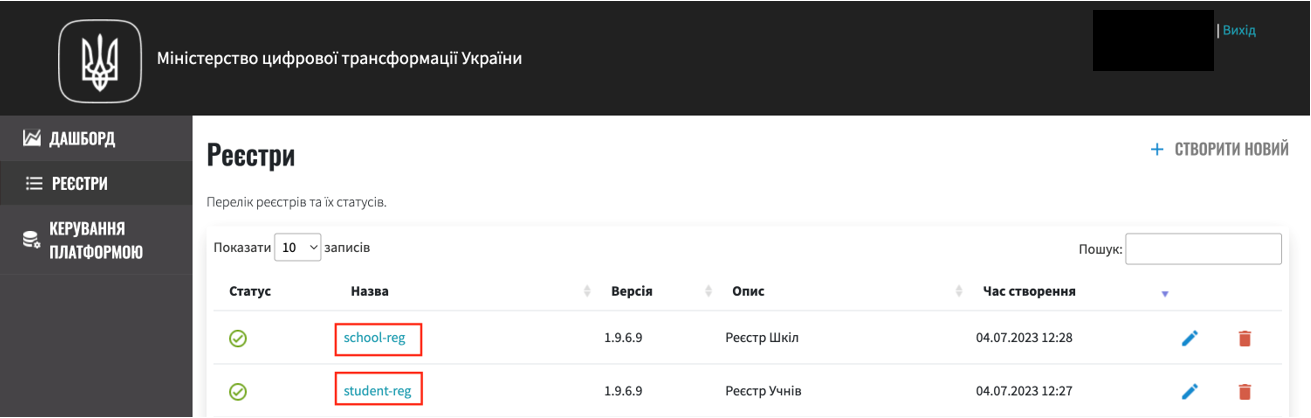 Міністерство цифрової трансформації України
| Вихід
ДАШБОРД
РЕЄСТРИ
КЕРУВАННЯ
ПЛАТФОРМОЮ
Реєстри
+ СТВОРИТИ НОВИЙ
Перелік реєстрів та їх статусів.
Показати 10 записів
Пошук:
Статус Назва Версія Опис Час створення
school-reg 1.9.6.9 Реєстр Шкіл 04.07.2023 12:28
student-reg 1.9.6.9 Реєстр Учнів 04.07.2023 12:27